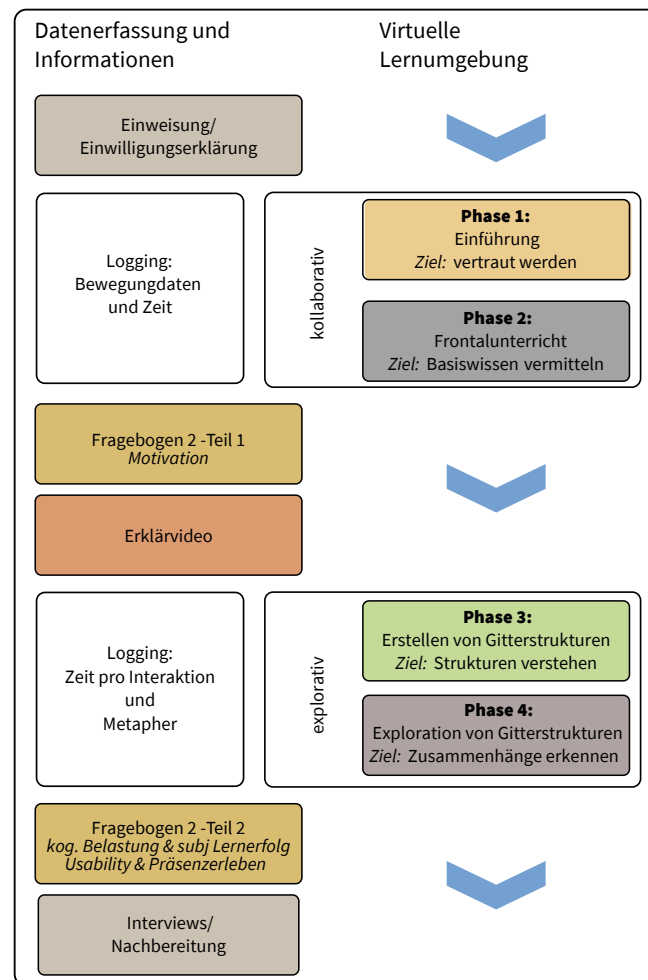 Datenerfassung und
Informationen
Virtuelle
Lernumgebung
Einweisung/
Einwilligungserklärung
Logging:
Bewegungdaten
und Zeit
kollaborativ
Phase 1:
Einführung
Ziel: vertraut werden
Phase 2:
Frontalunterricht
Ziel: Basiswissen vermitteln
Fragebogen 2 -Teil 1
Motivation
Erklärvideo
Logging:
Zeit pro Interaktion
und
Metapher
explorativ
Phase 3:
Erstellen von Gitterstrukturen
Ziel: Strukturen verstehen
Phase 4:
Exploration von Gitterstrukturen
Ziel: Zusammenhänge erkennen
Fragebogen 2 -Teil 2
kog. Belastung & subj Lernerfolg
Usability & Präsenzerleben
Interviews/
Nachbereitung